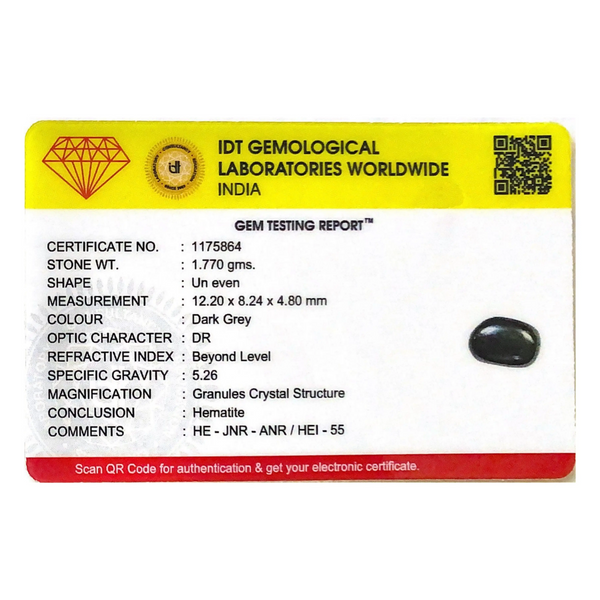 IDT GEMOLOGICAL
LABORATORIES WORLDWIDE
INDIA
idt
GEM TESTING REPORT™
CERTIFICATE NO. : 1175864
STONE WT. : 1.770 gms.
SHAPE : Un even
MEASUREMENT : 12.20 x 8.24 x 4.80 mm
COLOUR : Dark Grey
OPTIC CHARACTER : DR
REFRACTIVE INDEX : Beyond Level
SPECIFIC GRAVITY : 5.26
MAGNIFICATION : Granules Crystal Structure
CONCLUSION : Hematite
COMMENTS : HE - JNR - ANR / HEI - 55
Scan QR Code for authentication & get your electronic certificate.